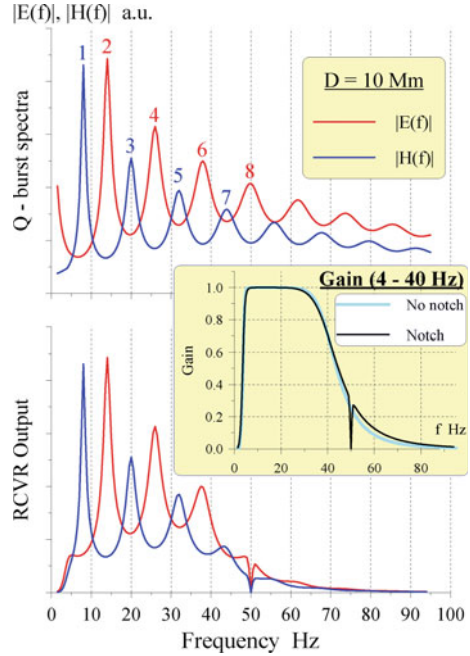 |E(f)|, |H(f)| a.u.
Q - burst spectra
1
2
3
4
5
6
7
8
D = 10 Mm
|E(f)|
|H(f)|
Gain (4 - 40 Hz)
No notch
Notch
Gain
1.0
0.8
0.6
0.4
0.2
0.0
0 20 40 60 80
f Hz
RCVR Output
0 10 20 30 40 50 60 70 80 90 100
Frequency Hz